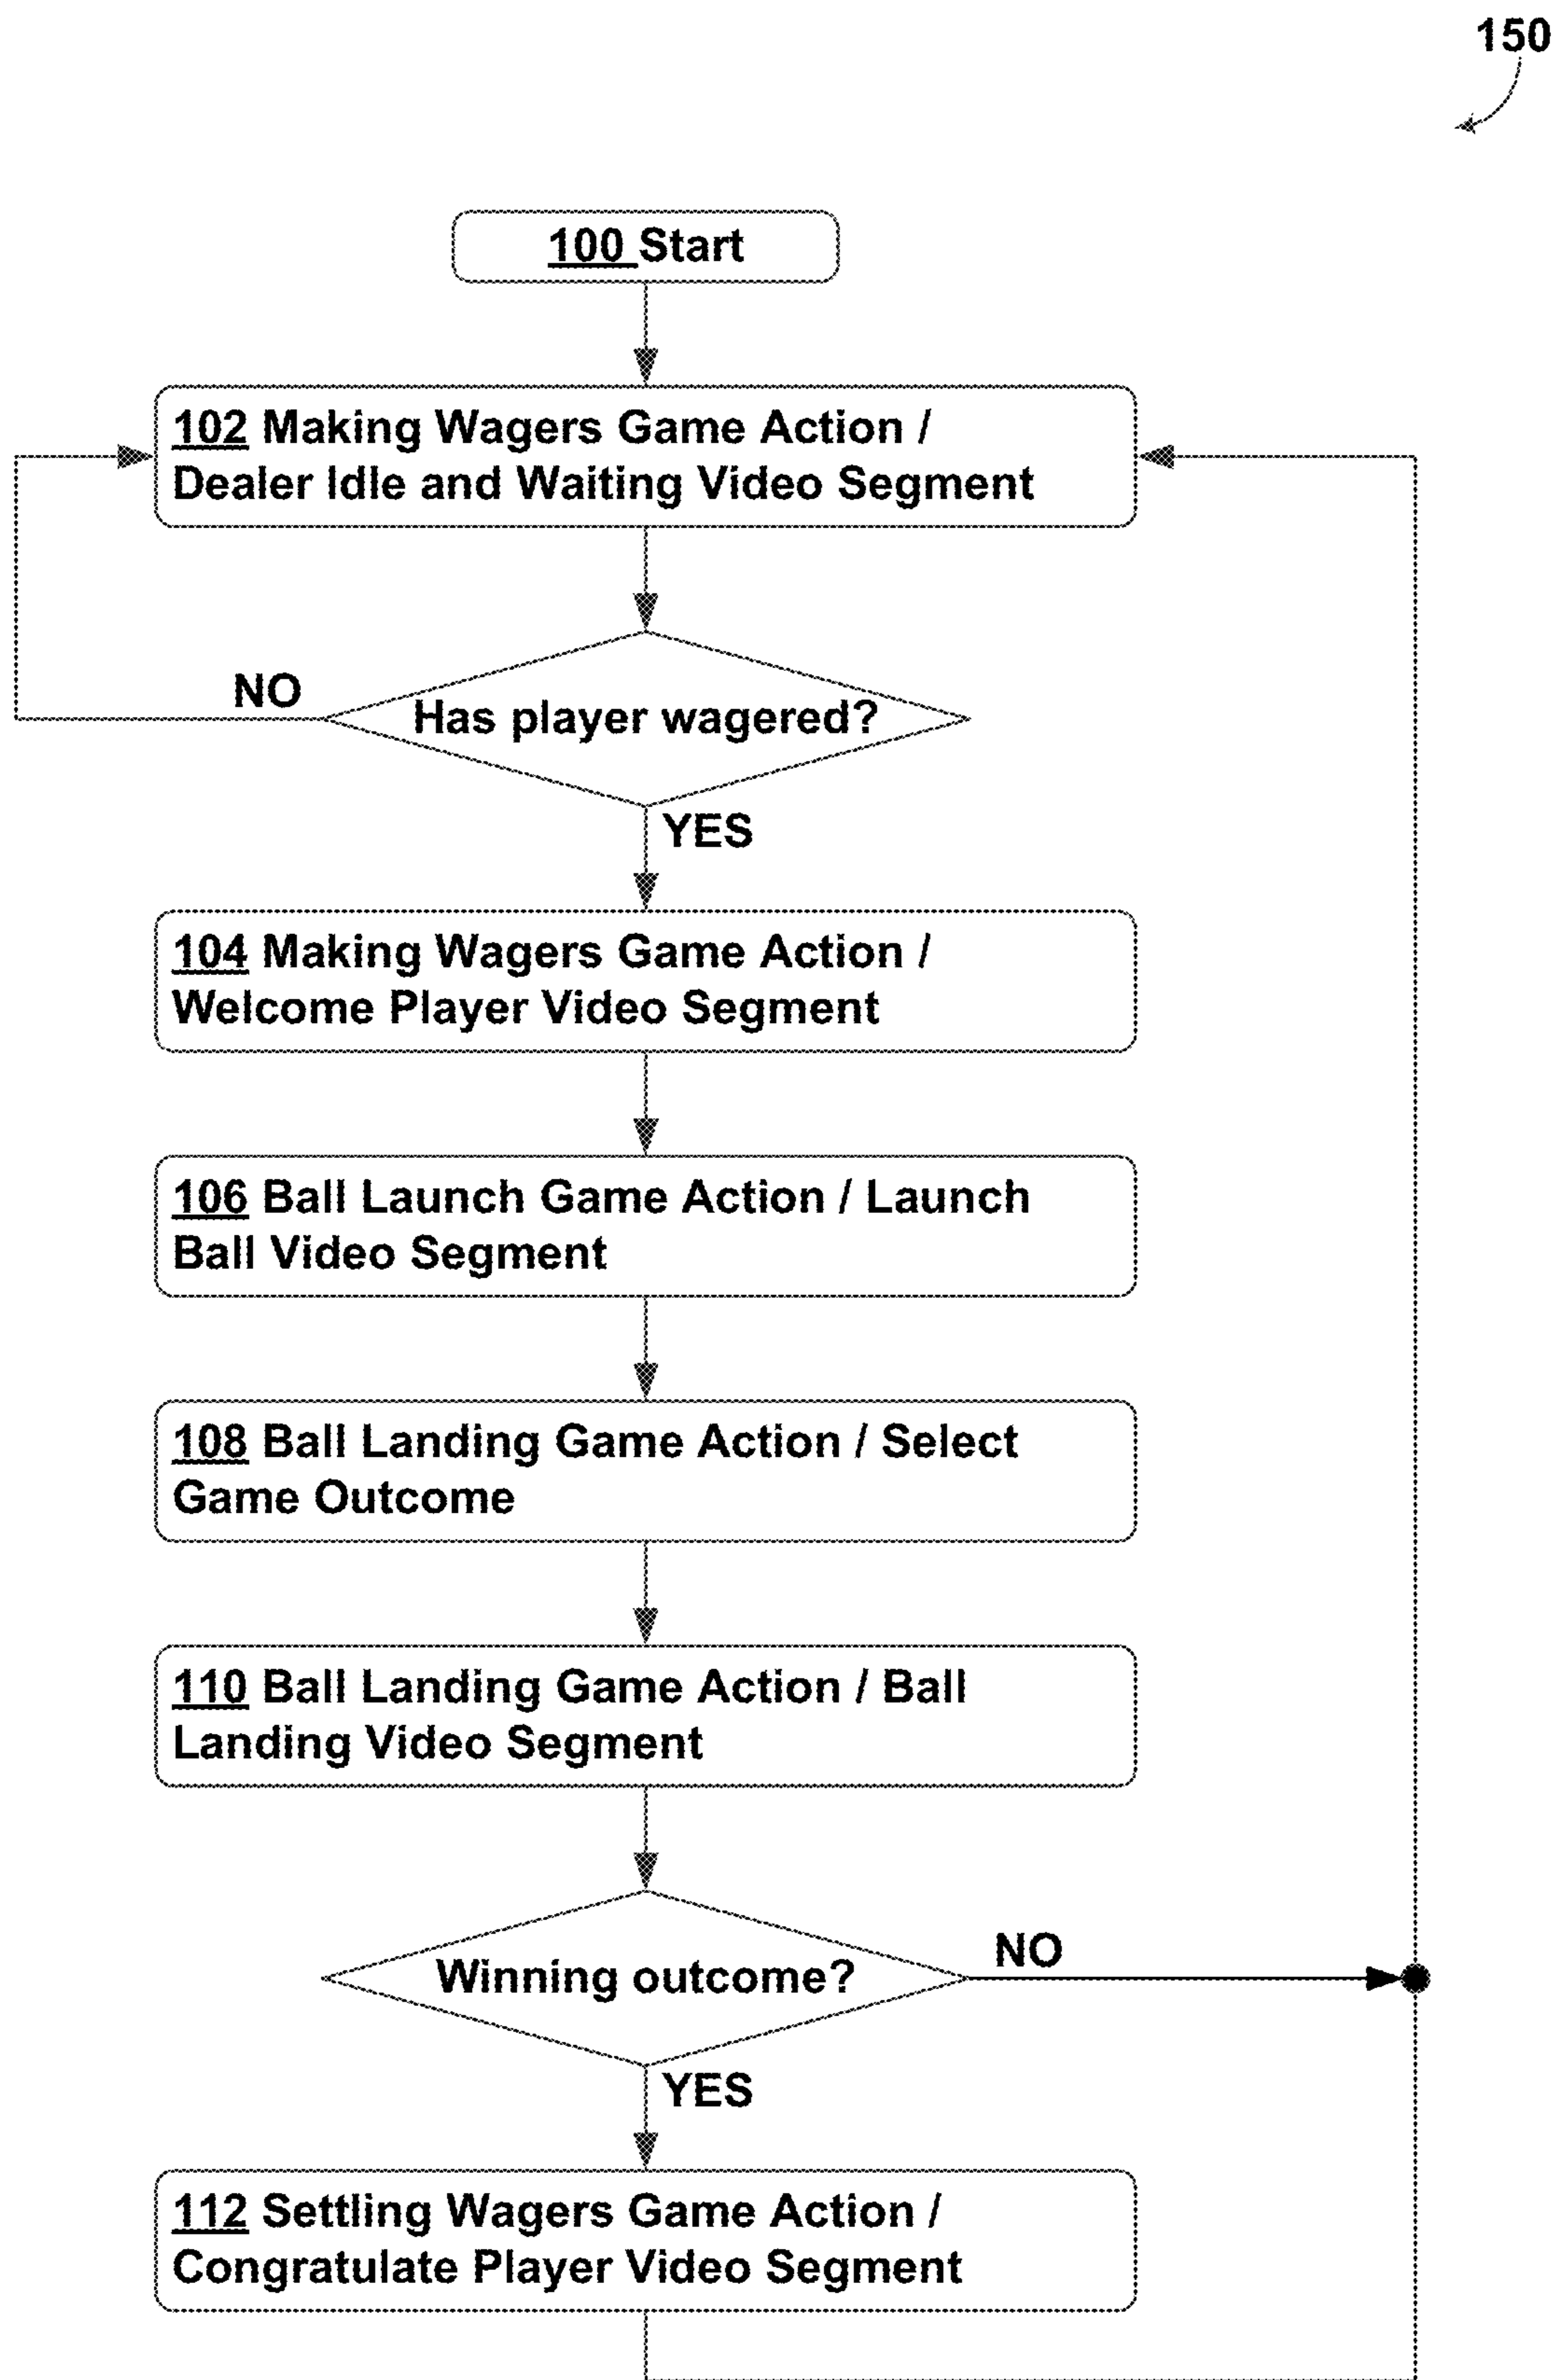 150
100 Start
102 Making Wagers Game Action /
Dealer Idle and Waiting Video Segment
NO
Has player wagered?
YES
104 Making Wagers Game Action /
Welcome Player Video Segment
106 Ball Launch Game Action / Launch
Ball Video Segment
108 Ball Landing Game Action / Select
Game Outcome
110 Ball Landing Game Action / Ball
Landing Video Segment
NO
Winning outcome?
YES
112 Settling Wagers Game Action /
Congratulate Player Video Segment